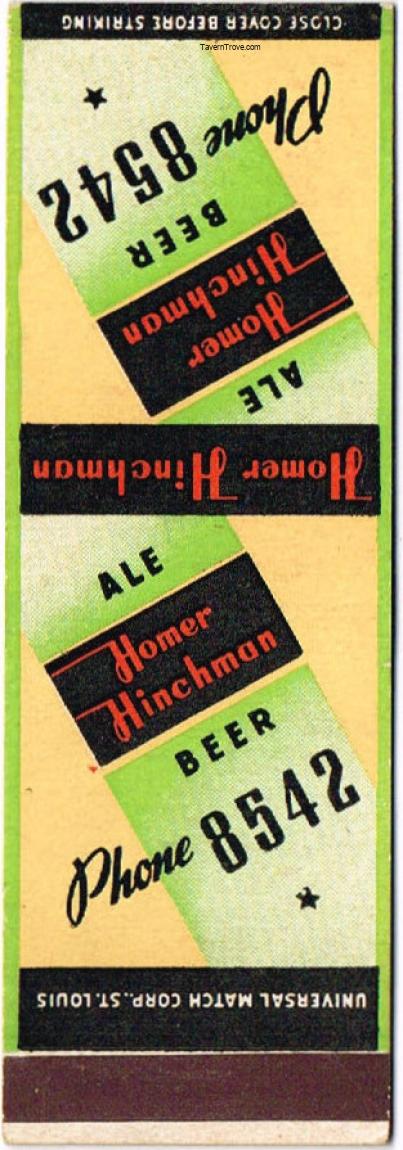 CLOSE COVER BEFORE STRIKING
TavernTrove.com
Phone 8542
BEER
Homer
Hinchman
ALE
Homer Hinchman
ALE
Homer
Hinchman
BEER
Phone 8542
UNIVERSAL MATCH CORP., ST. LOUIS